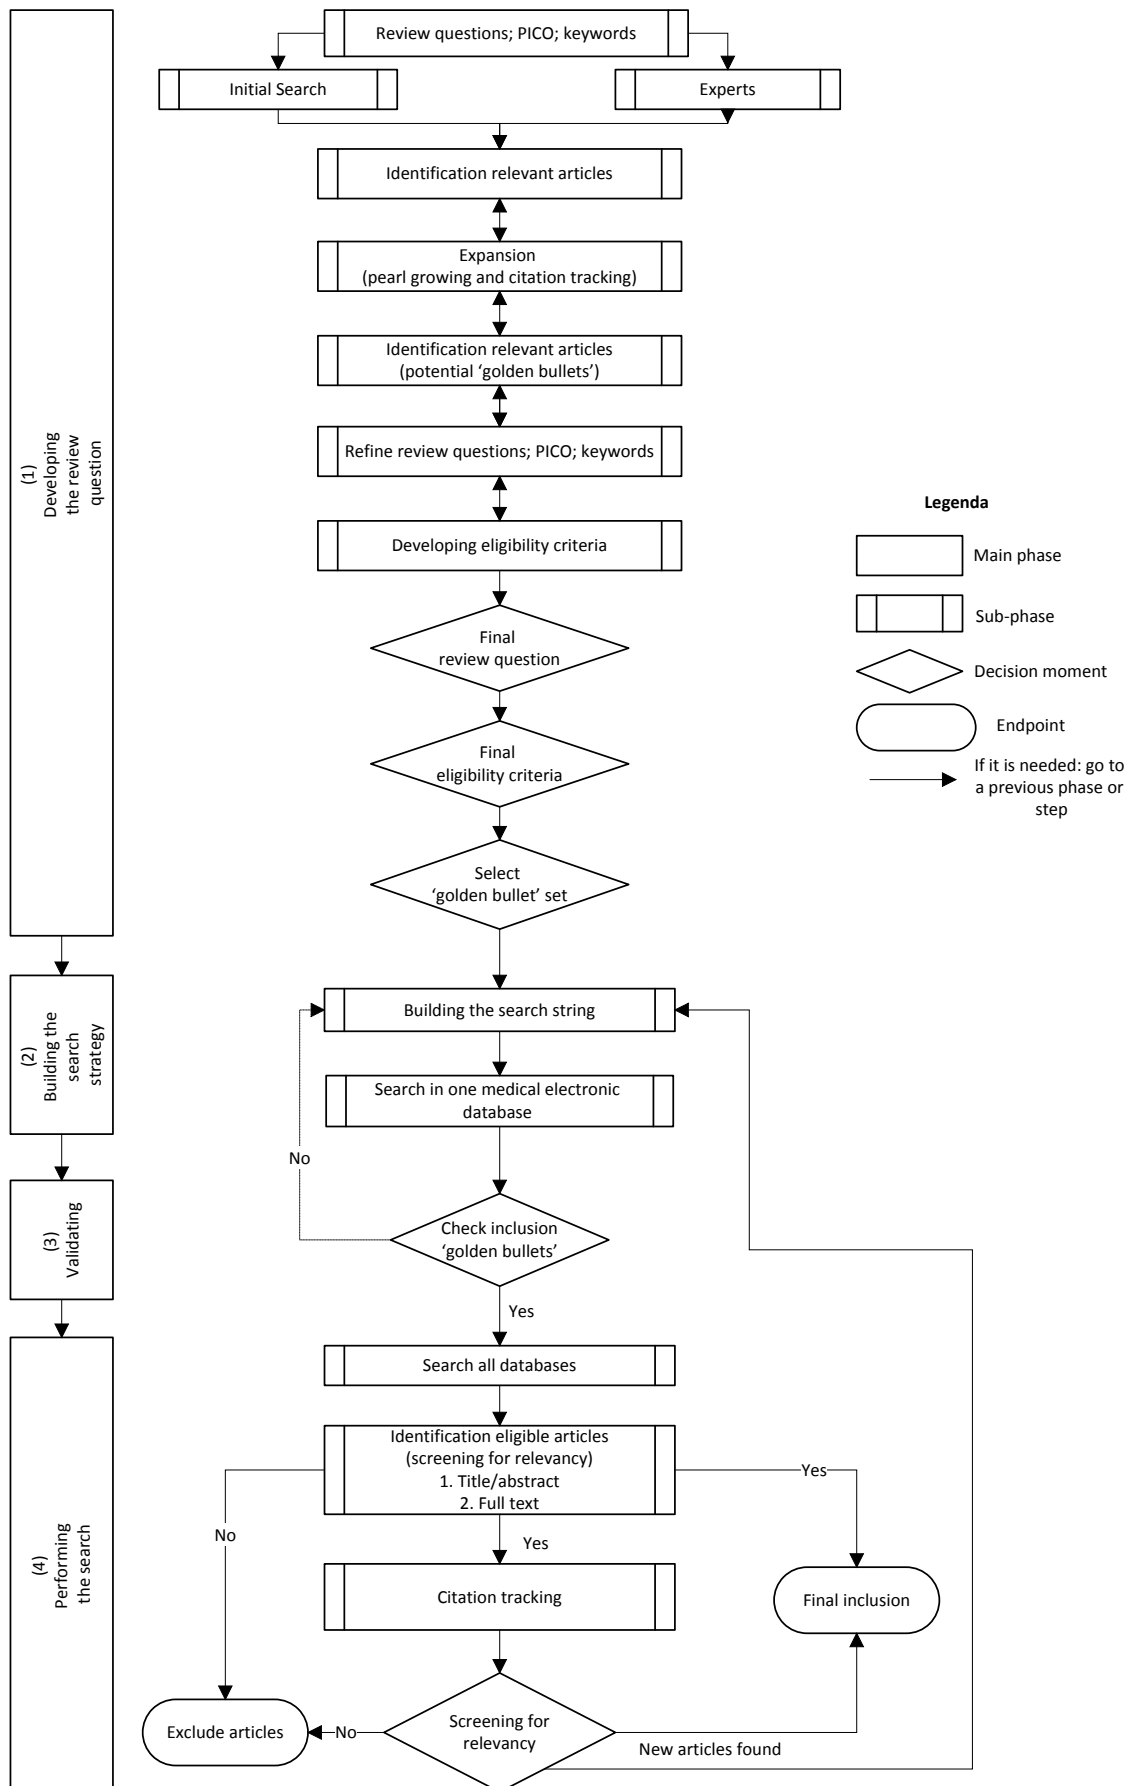 Review questions; PICO; keywords
Initial Search
Experts
Identification relevant articles
Expansion
(pearl growing and citation tracking)
Identification relevant articles
(potential ‘golden bullets’)
Refine review questions; PICO; keywords
Developing eligibility criteria
Final
review question
Final
eligibility criteria
Select
‘golden bullet’ set
(1)
Developing
the review
question
Legenda
Main phase
Sub-phase
Decision moment
Endpoint
If it is needed: go to
a previous phase or
step
(2)
Building the
search
strategy
Building the search string
Search in one medical electronic
database
No
(3)
Validating
Check inclusion
‘golden bullets’
Yes
(4)
Performing
the search
Search all databases
Identification eligible articles
(screening for relevancy)
1. Title/abstract
2. Full text
Yes
No
Yes
Citation tracking
Final inclusion
Exclude articles
No
Screening for
relevancy
New articles found